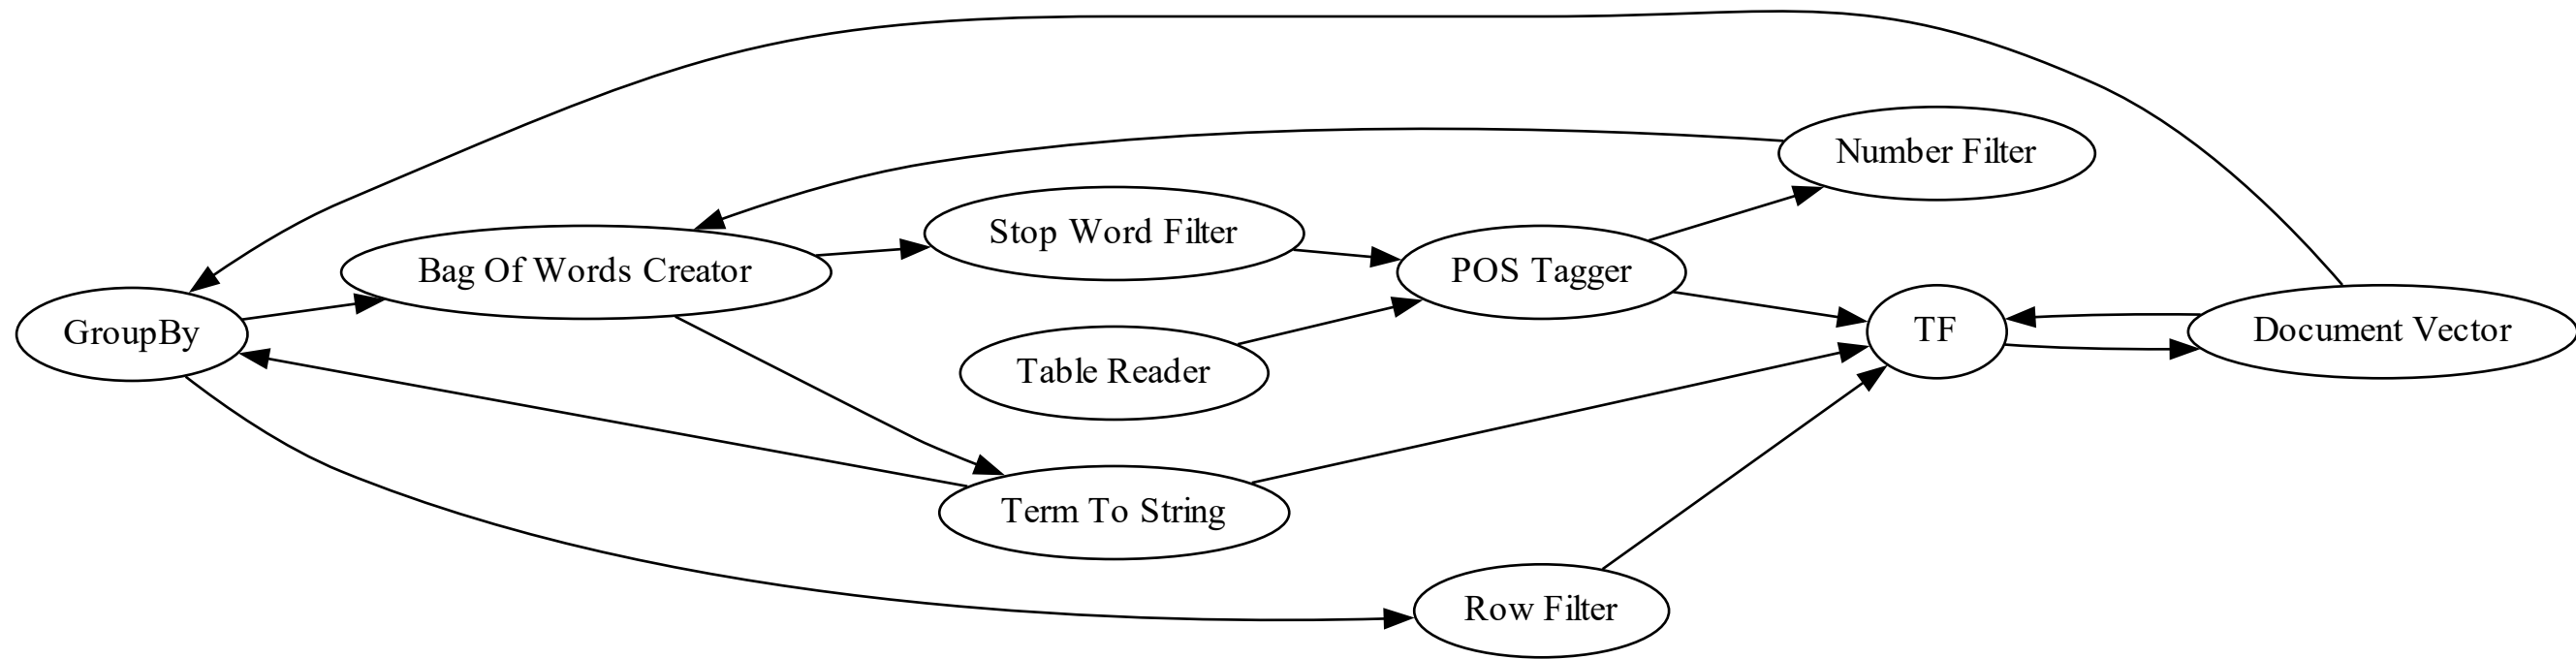 Number Filter
Stop Word Filter
Bag Of Words Creator
POS Tagger
GroupBy
TF
Document Vector
Table Reader
Term To String
Row Filter